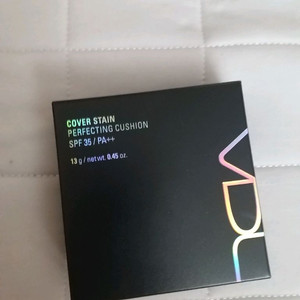 COVER STAIN
PERFECTING CUSHION
SPF 35 / PA++
13 g / net wt. 0.45 oz.
VDL